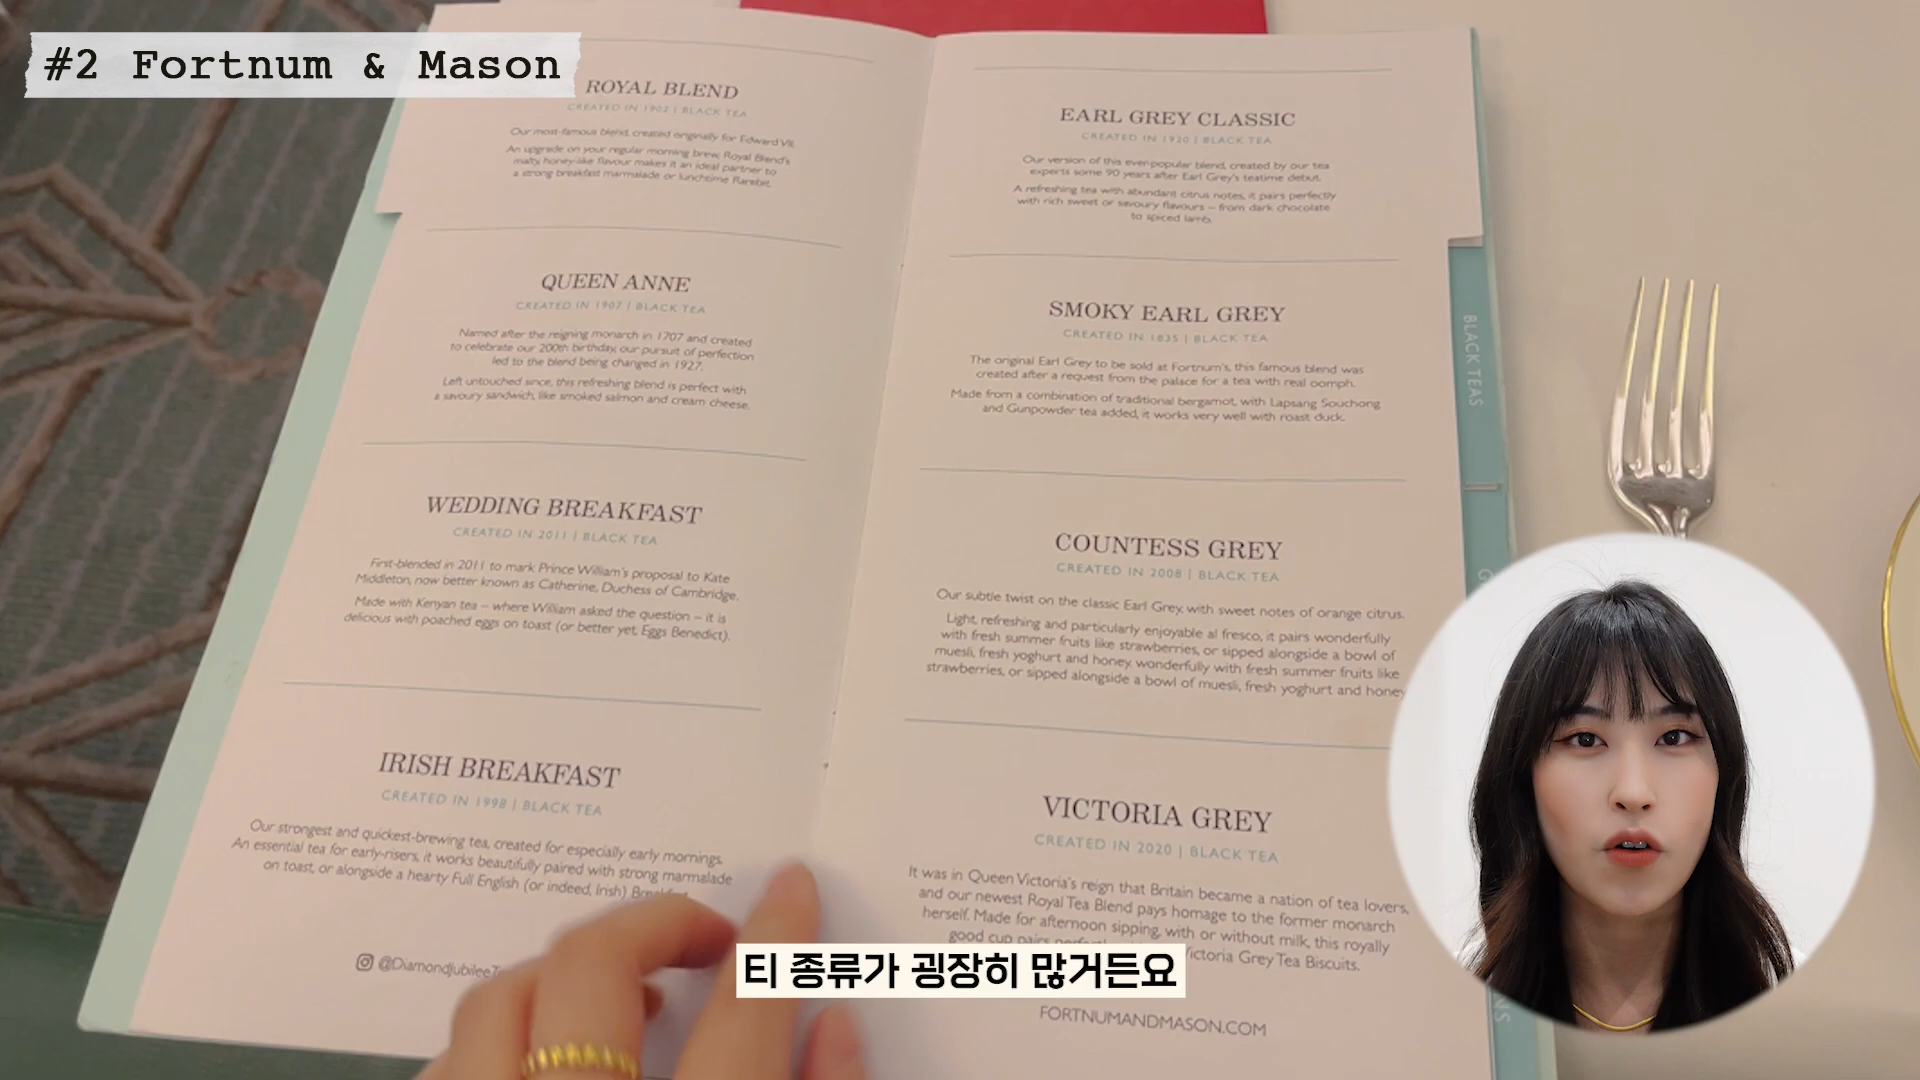 #2 Fortnum & Mason
ROYAL BLEND
CREATED IN 1902 | BLACK TEA
Our most-famous blend, created originally for Edward VII.
An upgrade on your regular morning brew, Royal Blend's
malty, honey-like flavour makes it an ideal partner to
a strong breakfast marmalade or lunchtime Rarebit.
QUEEN ANNE
CREATED IN 1907 | BLACK TEA
Named after the reigning monarch in 1707 and created
to celebrate our 200th birthday, our pursuit of perfection
led to the blend being changed in 1927.
Left untouched since, this refreshing blend is perfect with
a savoury sandwich, like smoked salmon and cream cheese.
WEDDING BREAKFAST
CREATED IN 2011 | BLACK TEA
First-blended in 2011 to mark Prince William's proposal to Kate
Middleton, now better known as Catherine, Duchess of Cambridge.
Made with Kenyan tea – where William asked the question – it is
delicious with poached eggs on toast (or better yet, Eggs Benedict).
IRISH BREAKFAST
CREATED IN 1998 | BLACK TEA
Our strongest and quickest-brewing tea, created for especially early mornings.
An essential tea for early-risers, it works beautifully paired with strong marmalade
on toast, or alongside a hearty Full English (or indeed, Irish)
@DiamondJubileeT
EARL GREY CLASSIC
CREATED IN 1920 | BLACK TEA
Our version of this ever-popular blend, created by our tea
experts some 90 years after Earl Grey's teatime debut.
A refreshing tea with abundant citrus notes, it pairs perfectly
with rich sweet or savoury flavours – from dark chocolate
to spiced lamb.
SMOKY EARL GREY
CREATED IN 1835 | BLACK TEA
The original Earl Grey to be sold at Fortnum's, this famous blend was
created after a request from the palace for a tea with real oomph.
Made from a combination of traditional bergamot, with Lapsang Souchong
and Gunpowder tea added, it works very well with roast duck.
COUNTESS GREY
CREATED IN 2008 | BLACK TEA
Our subtle twist on the classic Earl Grey, with sweet notes of orange citrus.
Light, refreshing and particularly enjoyable al fresco, it pairs wonderfully
with fresh summer fruits like strawberries, or sipped alongside a bowl of
muesli, fresh yoghurt and honey. wonderfully with fresh summer fruits like
strawberries, or sipped alongside a bowl of muesli, fresh yoghurt and honey
VICTORIA GREY
CREATED IN 2020 | BLACK TEA
It was in Queen Victoria's reign that Britain became a nation of tea lovers,
and our newest Royal Tea Blend pays homage to the former monarch
herself. Made for afternoon sipping, with or without milk, this royally
good cup pairs Victoria Grey Tea Biscuits.
FORTNUMANDMASON.COM
BLACK TEAS
티 종류가 굉장히 많거든요